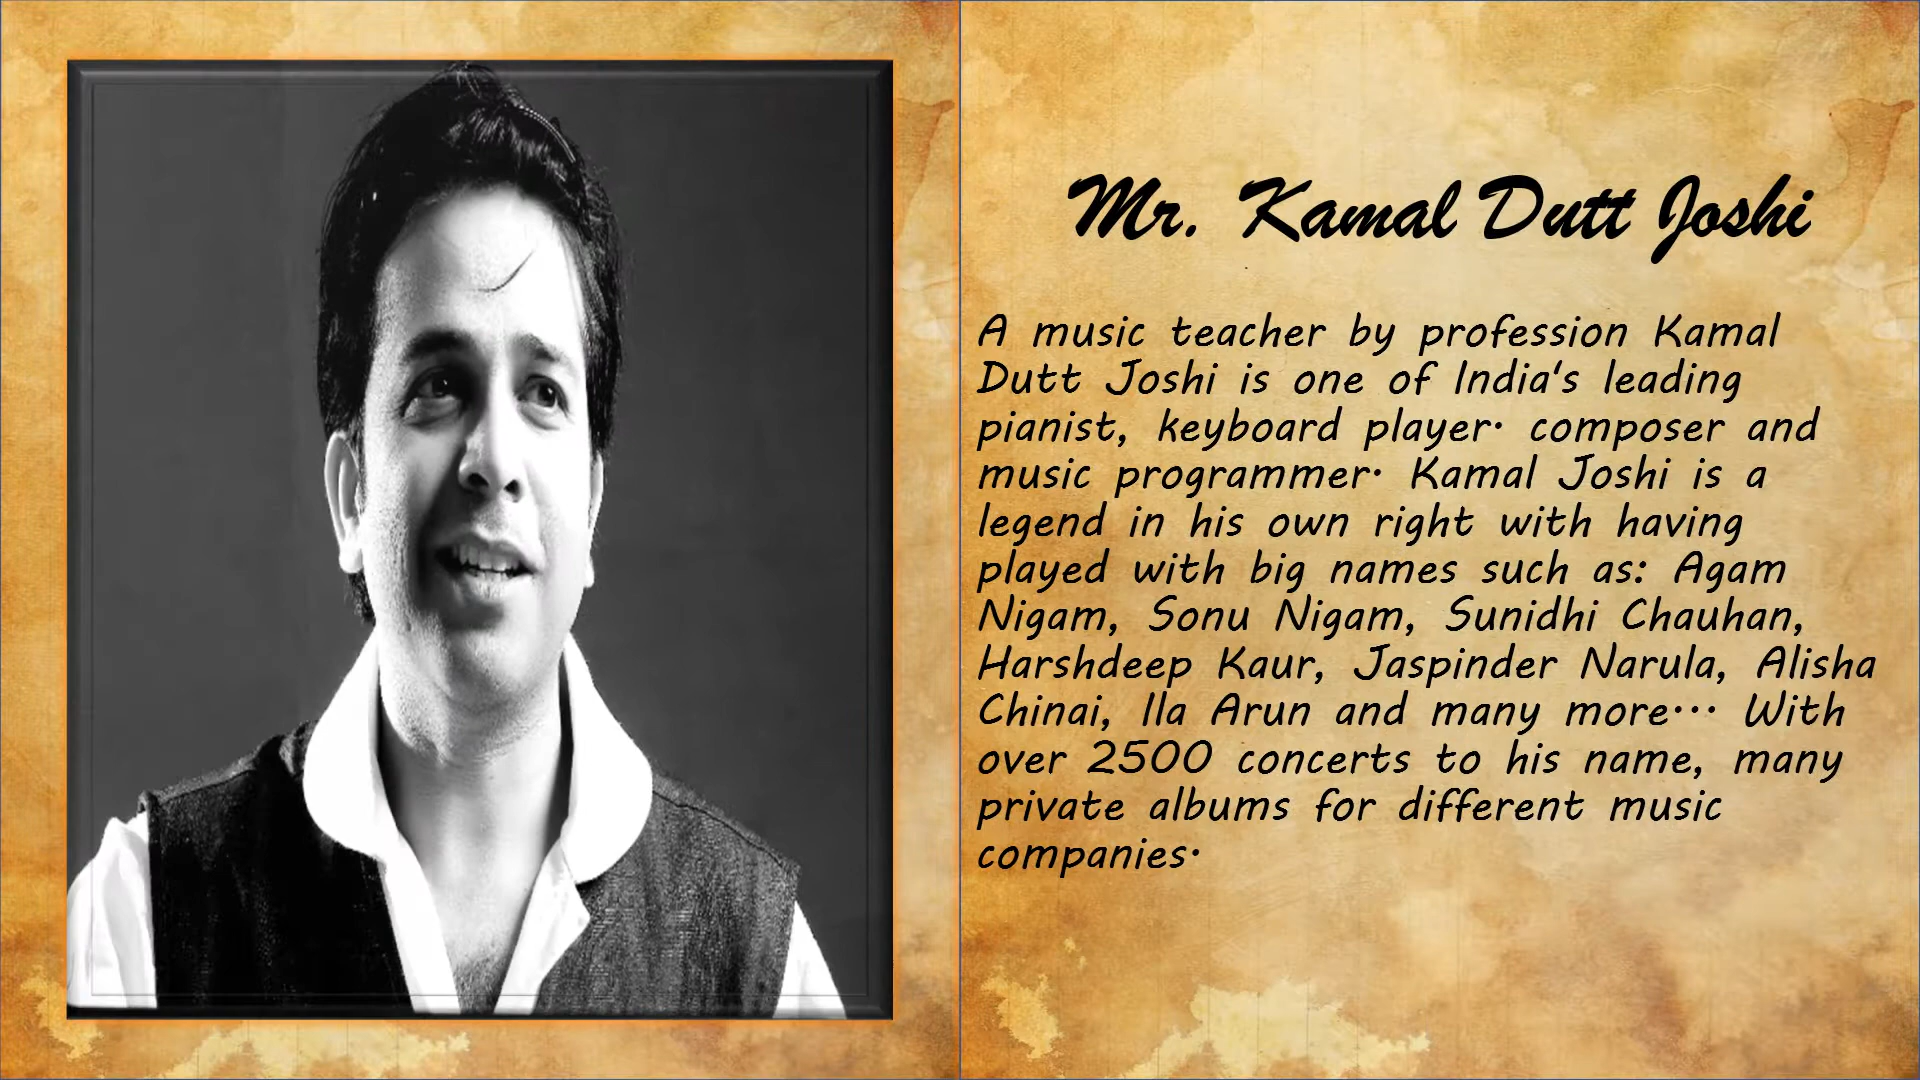 Mr. Kamal Dutt Joshi
A music teacher by profession Kamal
Dutt Joshi is one of India's leading
pianist, keyboard player. composer and
music programmer. Kamal Joshi is a
legend in his own right with having
played with big names such as: Agam
Nigam, Sonu Nigam, Sunidhi Chauhan,
Harshdeep Kaur, Jaspinder Narula, Alisha
Chinai, Ila Arun and many more... With
over 2500 concerts to his name, many
private albums for different music
companies.